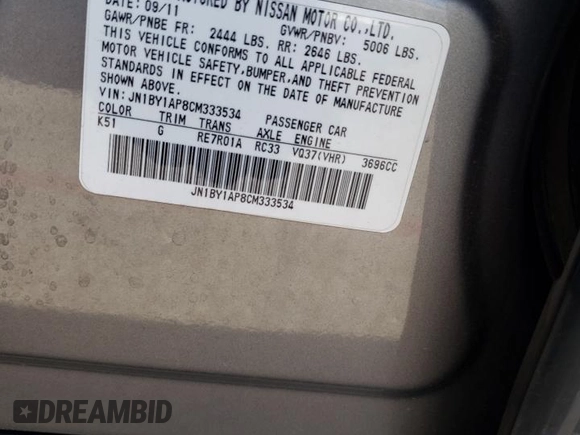 BY NISSAN MOTOR CO.,LTD.
DATE: 09/11 GVWR/PNBV: 5006 LBS.
GAWR/PNBE FR: 2444 LBS. RR: 2646 LBS.
THIS VEHICLE CONFORMS TO ALL APPLICABLE FEDERAL
MOTOR VEHICLE SAFETY,BUMPER,AND THEFT PREVENTION
STANDARDS IN EFFECT ON THE DATE OF MANUFACTURE
SHOWN ABOVE.
VIN:JN1BY1AP8CM333534 PASSENGER CAR
COLOR TRIM TRANS AXLE ENGINE
K51 G RE7R01A RC33 VQ37(VHR) 3696CC
JN1BY1AP8CM333534
DREAMBID